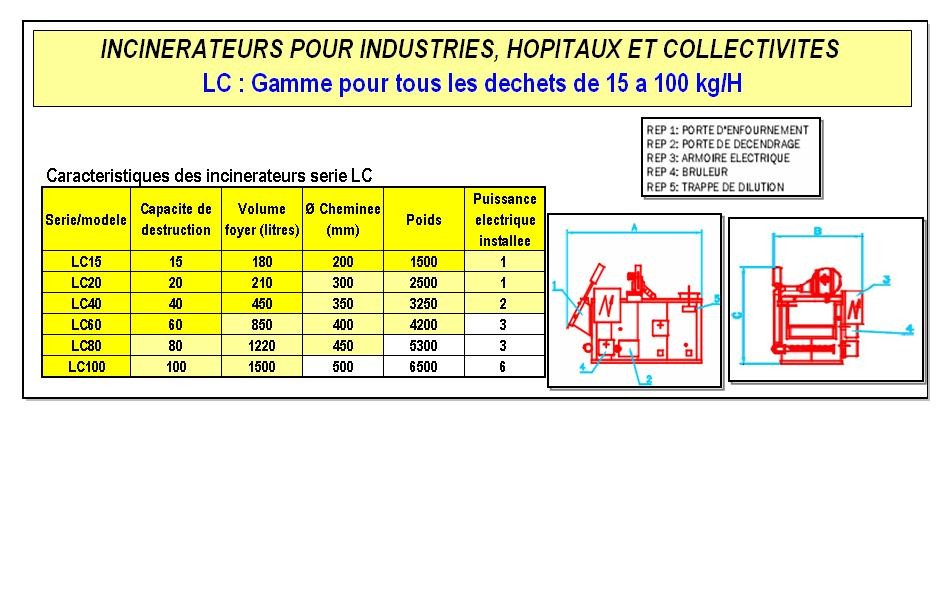 INCINERATEURS POUR INDUSTRIES, HOPITAUX ET COLLECTIVITES
LC : Gamme pour tous les dechets de 15 a 100 kg/H
REP 1: PORTE D'ENFOURNEMENT
REP 2: PORTE DE DECENDRAGE
REP 3: ARMOIRE ELECTRIQUE
REP 4: BRULEUR
REP 5: TRAPPE DE DILUTION
Caracteristiques des incinerateurs serie LC
Serie/modele Capacite de destruction Volume foyer (litres) Ø Cheminee (mm) Poids Puissance electrique installee
LC15 15 180 200 1500 1
LC20 20 210 300 2500 1
LC40 40 450 350 3250 2
LC60 60 850 400 4200 3
LC80 80 1220 450 5300 3
LC100 100 1500 500 6500 6
A
1
5
4
2
B
C
3
4